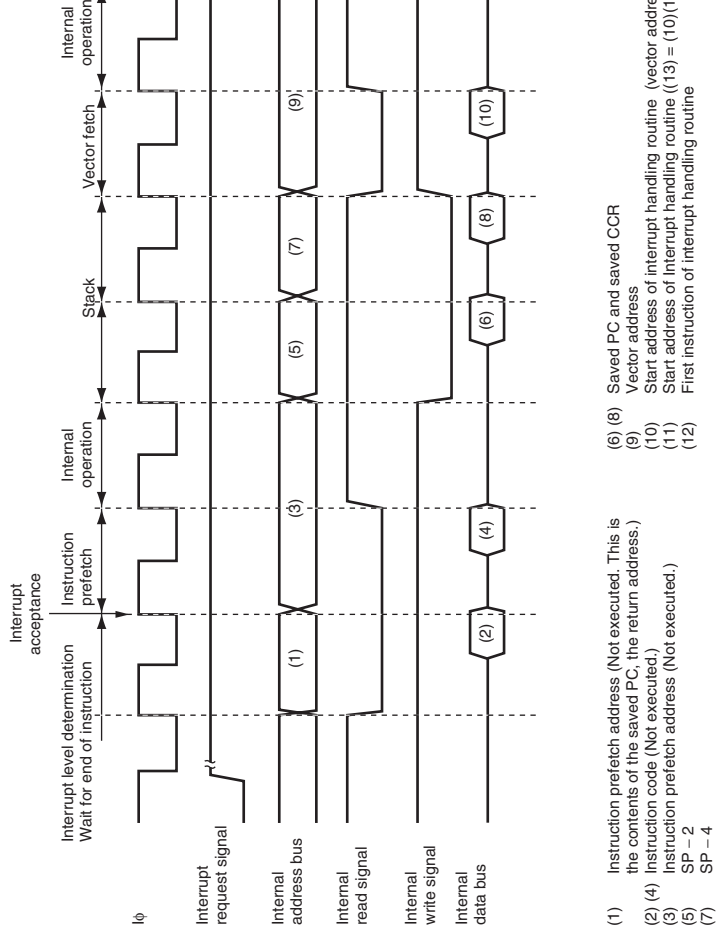 Interrupt
acceptance
Interrupt level determination
Wait for end of instruction
Instruction
prefetch
Internal
operation
Stack
Vector fetch
Internal
operation
Iφ
Interrupt
request signal
Internal
address bus
(1)
(3)
(5)
(7)
(9)
Internal
read signal
Internal
write signal
Internal
data bus
(2)
(4)
(6)
(8)
(10)
(1) Instruction prefetch address (Not executed. This is
the contents of the saved PC, the return address.)
(2) (4) Instruction code (Not executed.)
(3) Instruction prefetch address (Not executed.)
(5) SP – 2
(7) SP – 4
(6) (8) Saved PC and saved CCR
(9) Vector address
(10) Start address of interrupt handling routine (vector
(11) Start address of Interrupt handling routine ((13) = (10)
(12) First instruction of interrupt handling routine